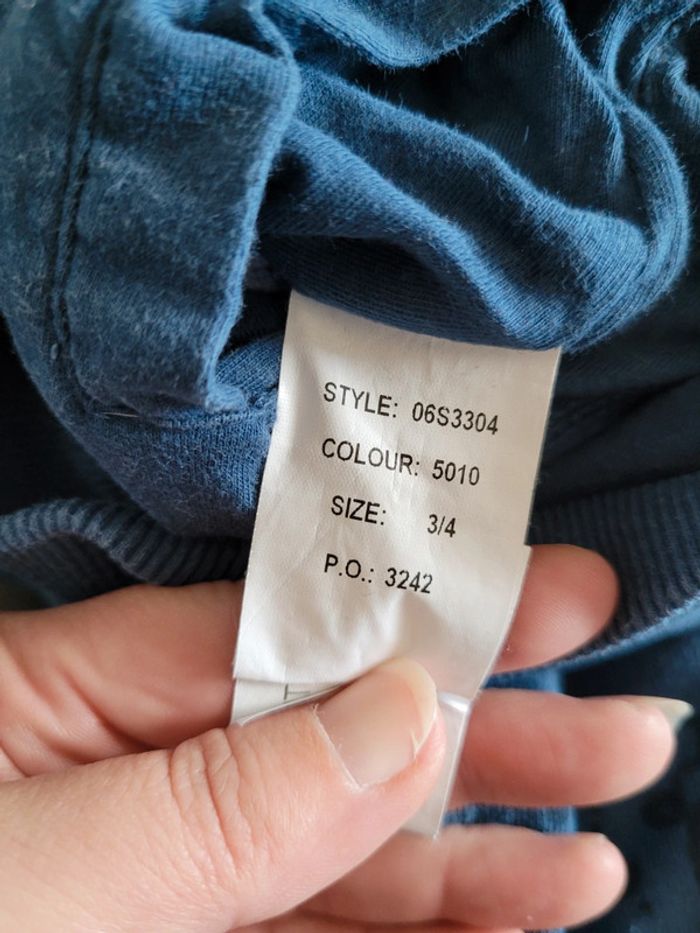 STYLE: 06S3304
COLOUR: 5010
SIZE: 3/4
P.O.: 3242